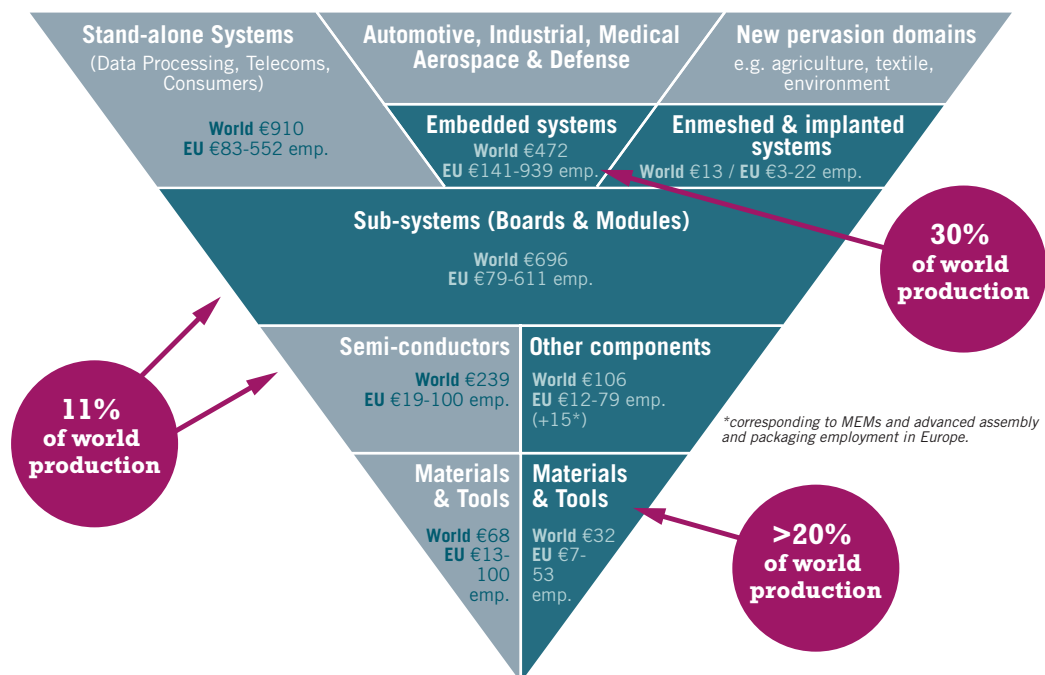 Stand-alone Systems
(Data Processing, Telecoms,
Consumers)
World €910
EU €83-552 emp.
Automotive, Industrial, Medical
Aerospace & Defense
New pervasion domains
e.g. agriculture, textile,
environment
Embedded systems
World €472
EU €141-939 emp.
Enmeshed & implanted
systems
World €13 / EU €3-22 emp.
Sub-systems (Boards & Modules)
World €696
EU €79-611 emp.
30%
of world
production
Semi-conductors
World €239
EU €19-100 emp.
Other components
World €106
EU €12-79 emp.
(+15*)
*corresponding to MEMs and advanced assembly
and packaging employment in Europe.
11%
of world
production
Materials
& Tools
World €68
EU €13-
100
emp.
Materials
& Tools
World €32
EU €7-
53
emp.
>20%
of world
production